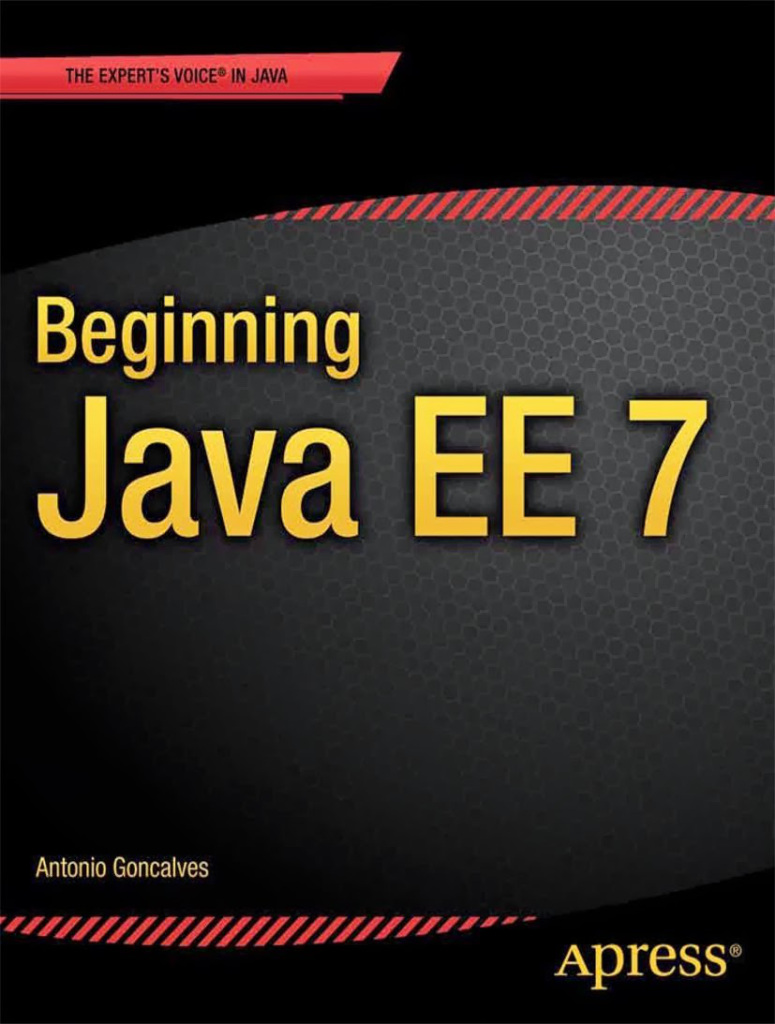 THE EXPERT'S VOICE® IN JAVA
Beginning
Java EE 7
Antonio Goncalves
Apress®